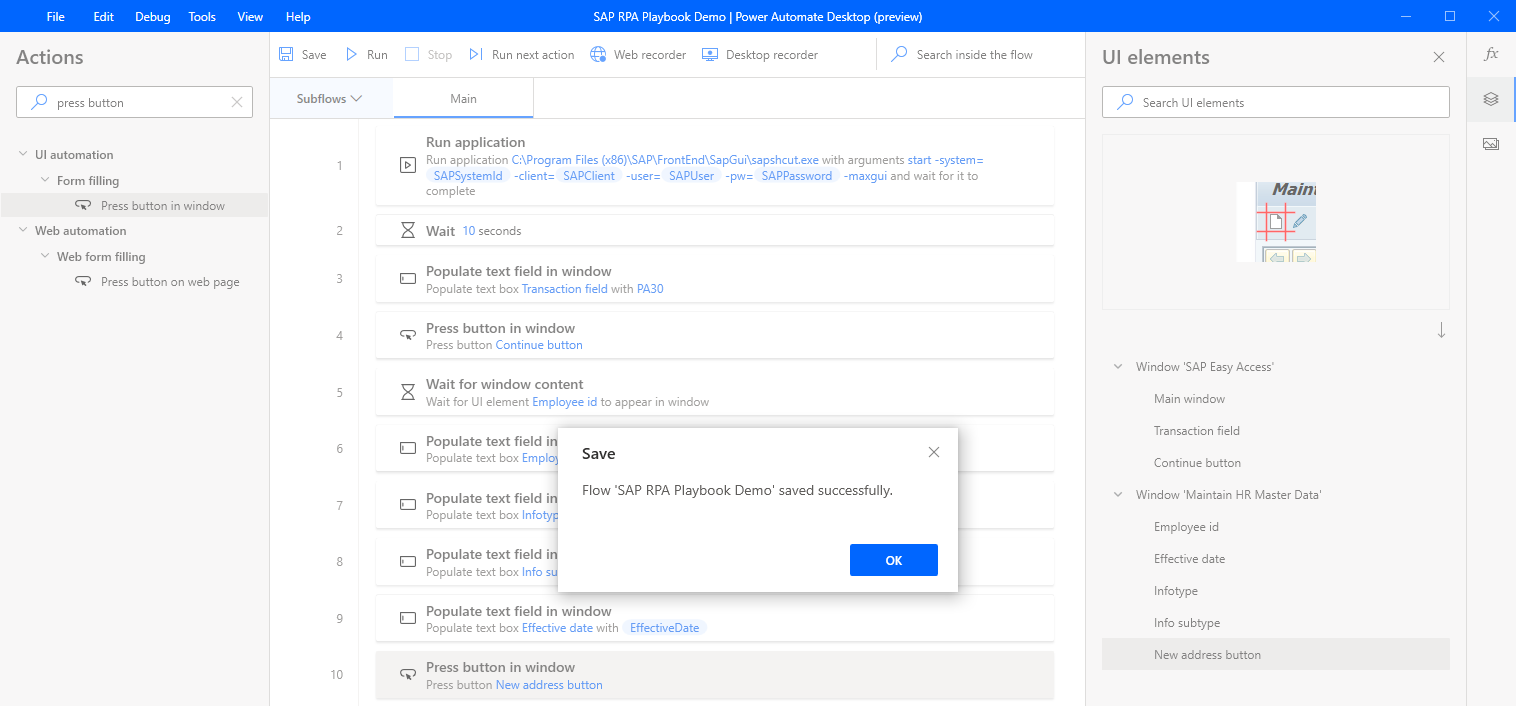 File Edit Debug Tools View Help
SAP RPA Playbook Demo | Power Automate Desktop (preview)
Actions
press button
UI automation
Form filling
Press button in window
Web automation
Web form filling
Press button on web page
Save Run Stop Run next action Web recorder Desktop recorder Search inside the flow
Subflows Main
1
Run application
Run application C:\Program Files (x86)\SAP\FrontEnd\SapGui\sapshcut.exe with arguments start -system=
SAPSystemId -client= SAPClient -user= SAPUser -pw= SAPPassword -maxgui and wait for it to
complete
2
Wait 10 seconds
3
Populate text field in window
Populate text box Transaction field with PA30
4
Press button in window
Press button Continue button
5
Wait for window content
Wait for UI element Employee id to appear in window
6
Populate text field in
Populate text box Employ
7
Populate text field in
Populate text box Infotyp
8
Populate text field in
Populate text box Info su
9
Populate text field in window
Populate text box Effective date with EffectiveDate
10
Press button in window
Press button New address button
Save
Flow 'SAP RPA Playbook Demo' saved successfully.
OK
UI elements
Search UI elements
Maint
Window 'SAP Easy Access'
Main window
Transaction field
Continue button
Window 'Maintain HR Master Data'
Employee id
Effective date
Infotype
Info subtype
New address button
fx